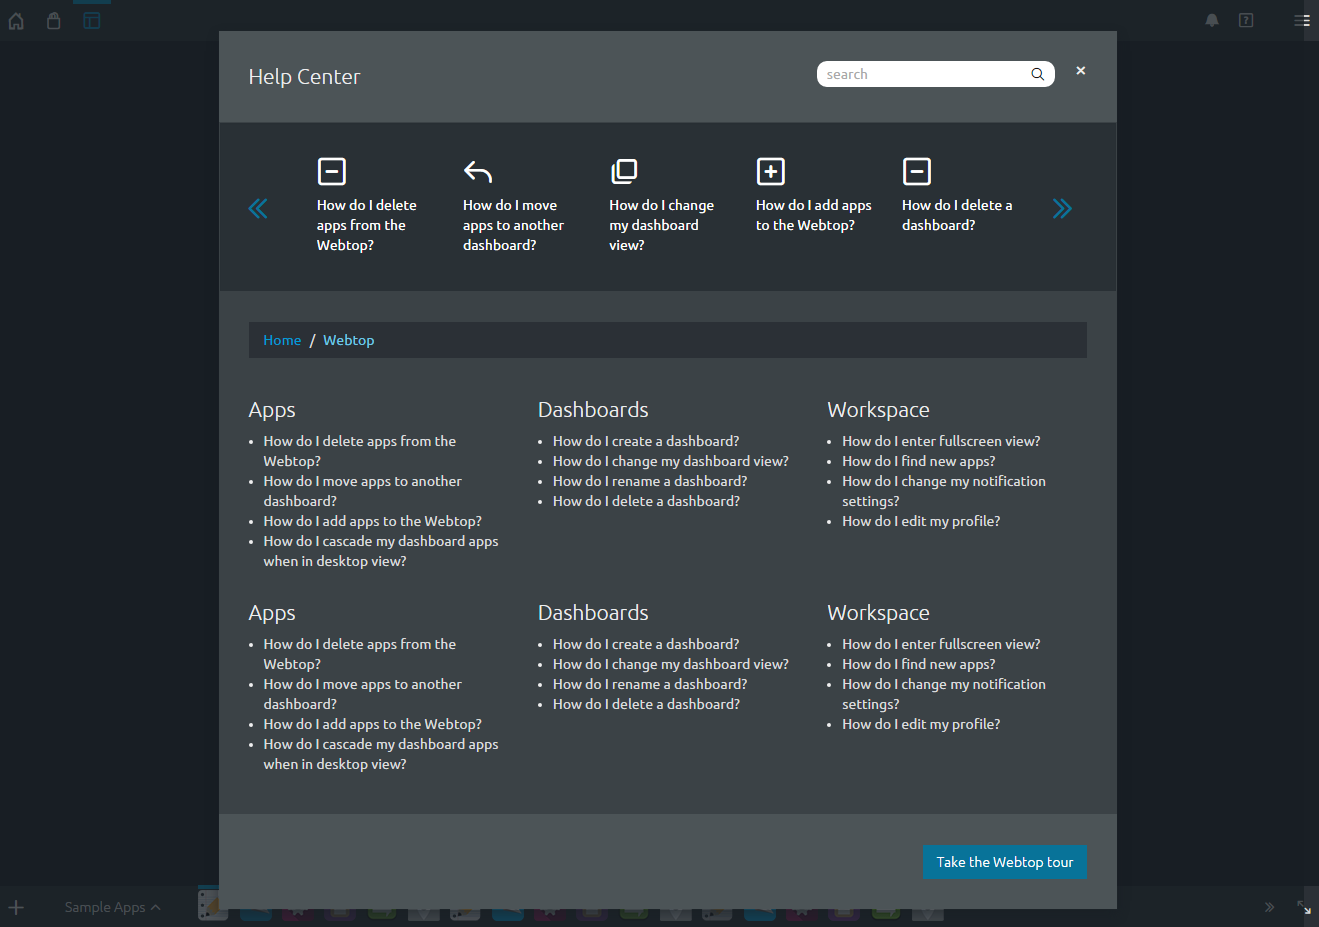 Help Center
search
How do I delete
apps from the
Webtop?
How do I move
apps to another
dashboard?
How do I change
my dashboard
view?
How do I add apps
to the Webtop?
How do I delete a
dashboard?
Home / Webtop
Apps
How do I delete apps from the
Webtop?
How do I move apps to another
dashboard?
How do I add apps to the Webtop?
How do I cascade my dashboard apps
when in desktop view?
Dashboards
How do I create a dashboard?
How do I change my dashboard view?
How do I rename a dashboard?
How do I delete a dashboard?
Workspace
How do I enter fullscreen view?
How do I find new apps?
How do I change my notification
settings?
How do I edit my profile?
Apps
How do I delete apps from the
Webtop?
How do I move apps to another
dashboard?
How do I add apps to the Webtop?
How do I cascade my dashboard apps
when in desktop view?
Dashboards
How do I create a dashboard?
How do I change my dashboard view?
How do I rename a dashboard?
How do I delete a dashboard?
Workspace
How do I enter fullscreen view?
How do I find new apps?
How do I change my notification
settings?
How do I edit my profile?
Take the Webtop tour
Sample Apps